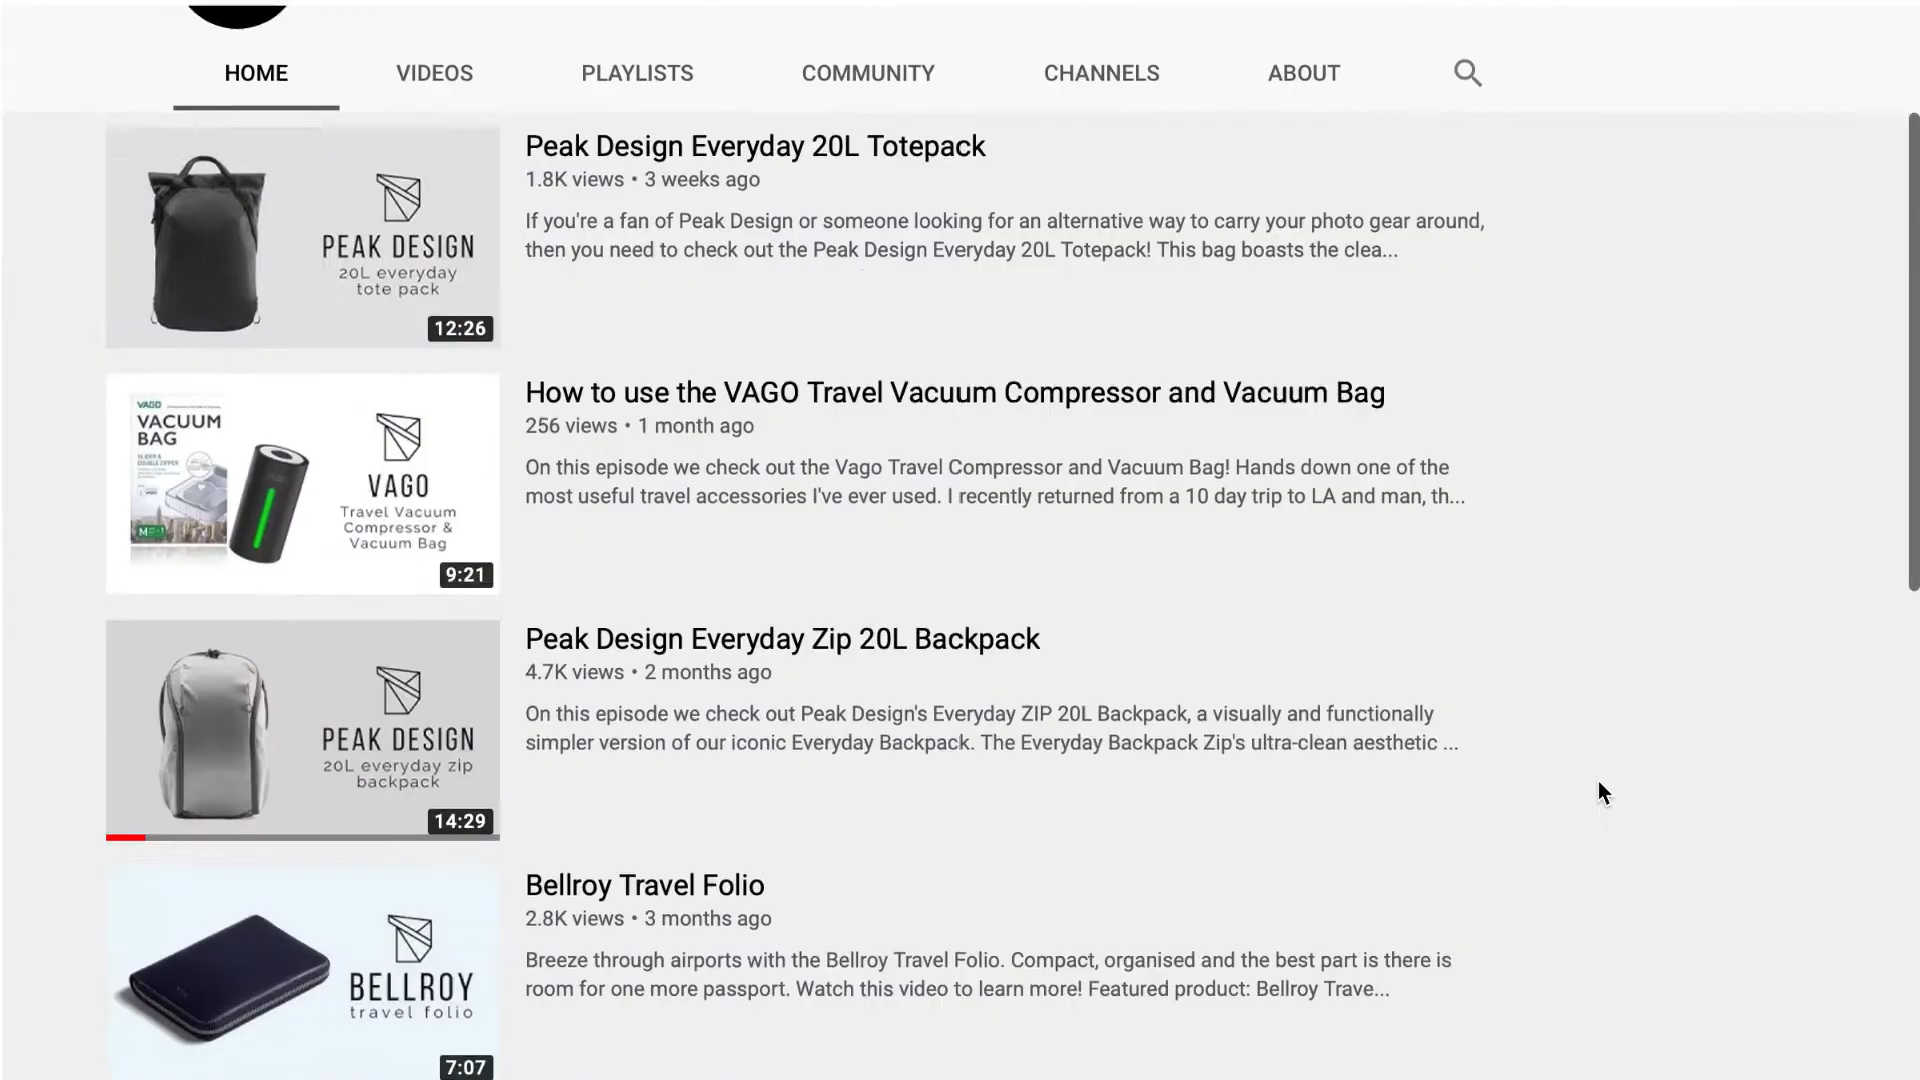 HOME VIDEOS PLAYLISTS COMMUNITY CHANNELS ABOUT
Peak Design Everyday 20L Totepack
1.8K views • 3 weeks ago
If you're a fan of Peak Design or someone looking for an alternative way to carry your photo gear around,
then you need to check out the Peak Design Everyday 20L Totepack! This bag boasts the clea...
PEAK DESIGN
20L everyday
tote pack
12:26
How to use the VAGO Travel Vacuum Compressor and Vacuum Bag
256 views • 1 month ago
On this episode we check out the Vago Travel Compressor and Vacuum Bag! Hands down one of the
most useful travel accessories I've ever used. I recently returned from a 10 day trip to LA and man, th...
VAGO
VACUUM
BAG
VAGO
Travel Vacuum
Compressor &
Vacuum Bag
9:21
Peak Design Everyday Zip 20L Backpack
4.7K views • 2 months ago
On this episode we check out Peak Design's Everyday ZIP 20L Backpack, a visually and functionally
simpler version of our iconic Everyday Backpack. The Everyday Backpack Zip's ultra-clean aesthetic ...
PEAK DESIGN
20L everyday zip
backpack
14:29
Bellroy Travel Folio
2.8K views • 3 months ago
Breeze through airports with the Bellroy Travel Folio. Compact, organised and the best part is there is
room for one more passport. Watch this video to learn more! Featured product: Bellroy Trave...
BELLROY
travel folio
7:07